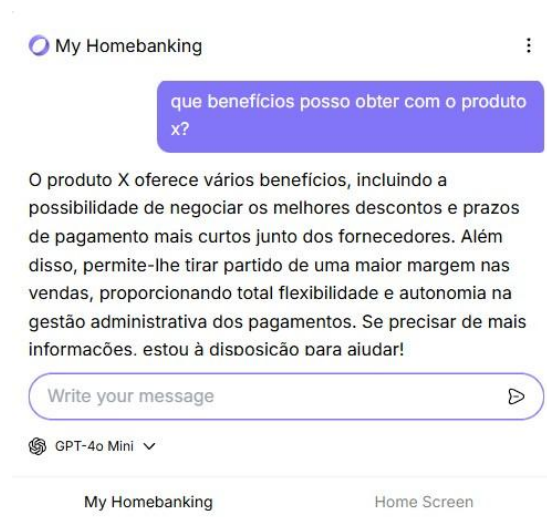 My Homebanking
que benefícios posso obter com o produto
x?
O produto X oferece vários benefícios, incluindo a
possibilidade de negociar os melhores descontos e prazos
de pagamento mais curtos junto dos fornecedores. Além
disso, permite-lhe tirar partido de uma maior margem nas
vendas, proporcionando total flexibilidade e autonomia na
gestão administrativa dos pagamentos. Se precisar de mais
informações, estou à disposição para ajudar!
Write your message
GPT-4o Mini
My Homebanking Home Screen